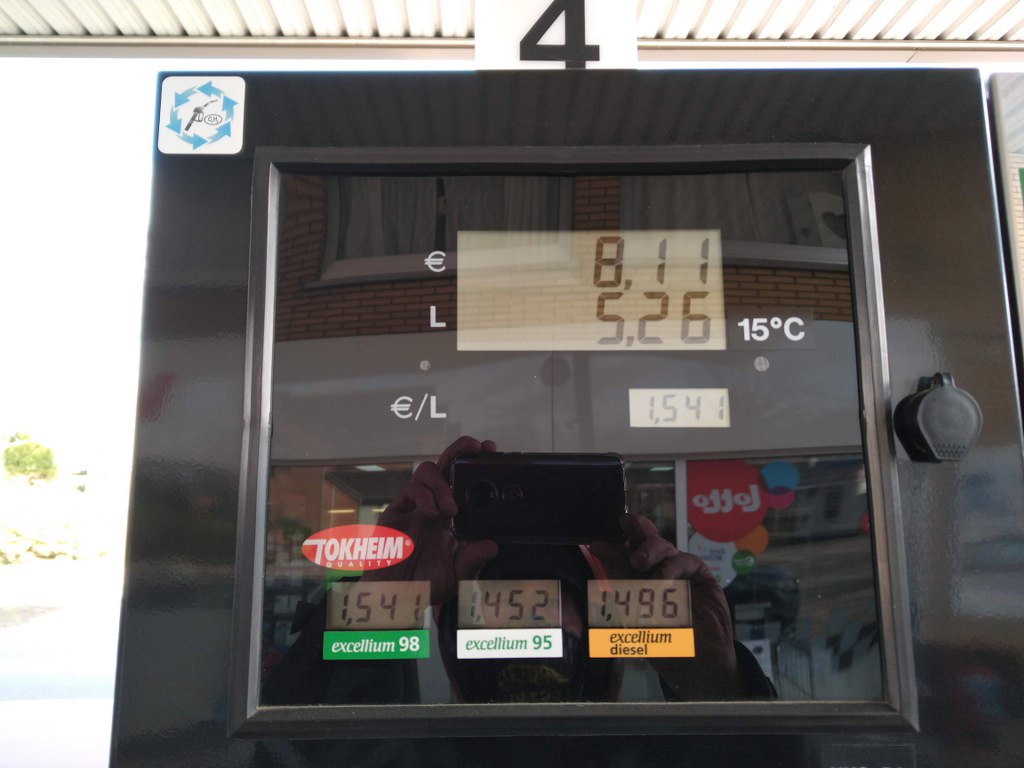 4
€ 8,11
L 5,26 15°C
€/L 1,541
lotto
TOKHEIM®
QUALITY
1,541 1,452 1,496
excellium 98 excellium 95 excellium
diesel